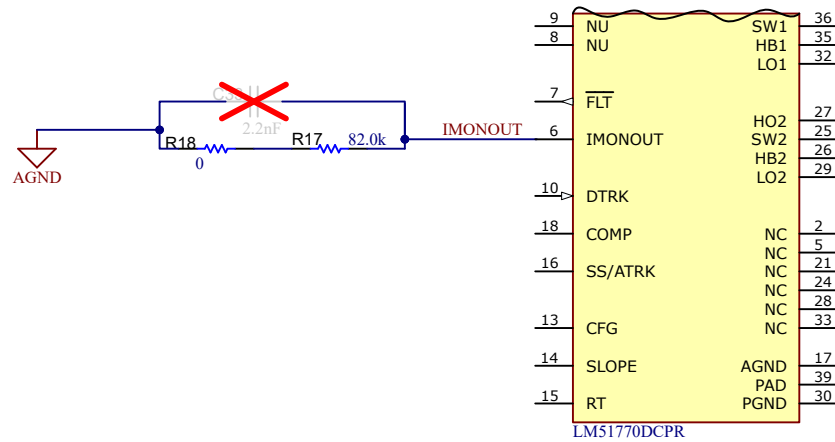 9 NU SW1 36
8 NU HB1 35
LO1 32
7 FLT
2.2nF
HO2 27
R18 R17 82.0k IMONOUT 6 IMONOUT SW2 25
0
HB2 26
AGND
LO2 29
10 DTRK
18 COMP NC 2
NC 5
16 SS/ATRK NC 21
NC 24
NC 28
13 CFG NC 33
14 SLOPE AGND 17
PAD 39
15 RT PGND 30
LM51770DCPR